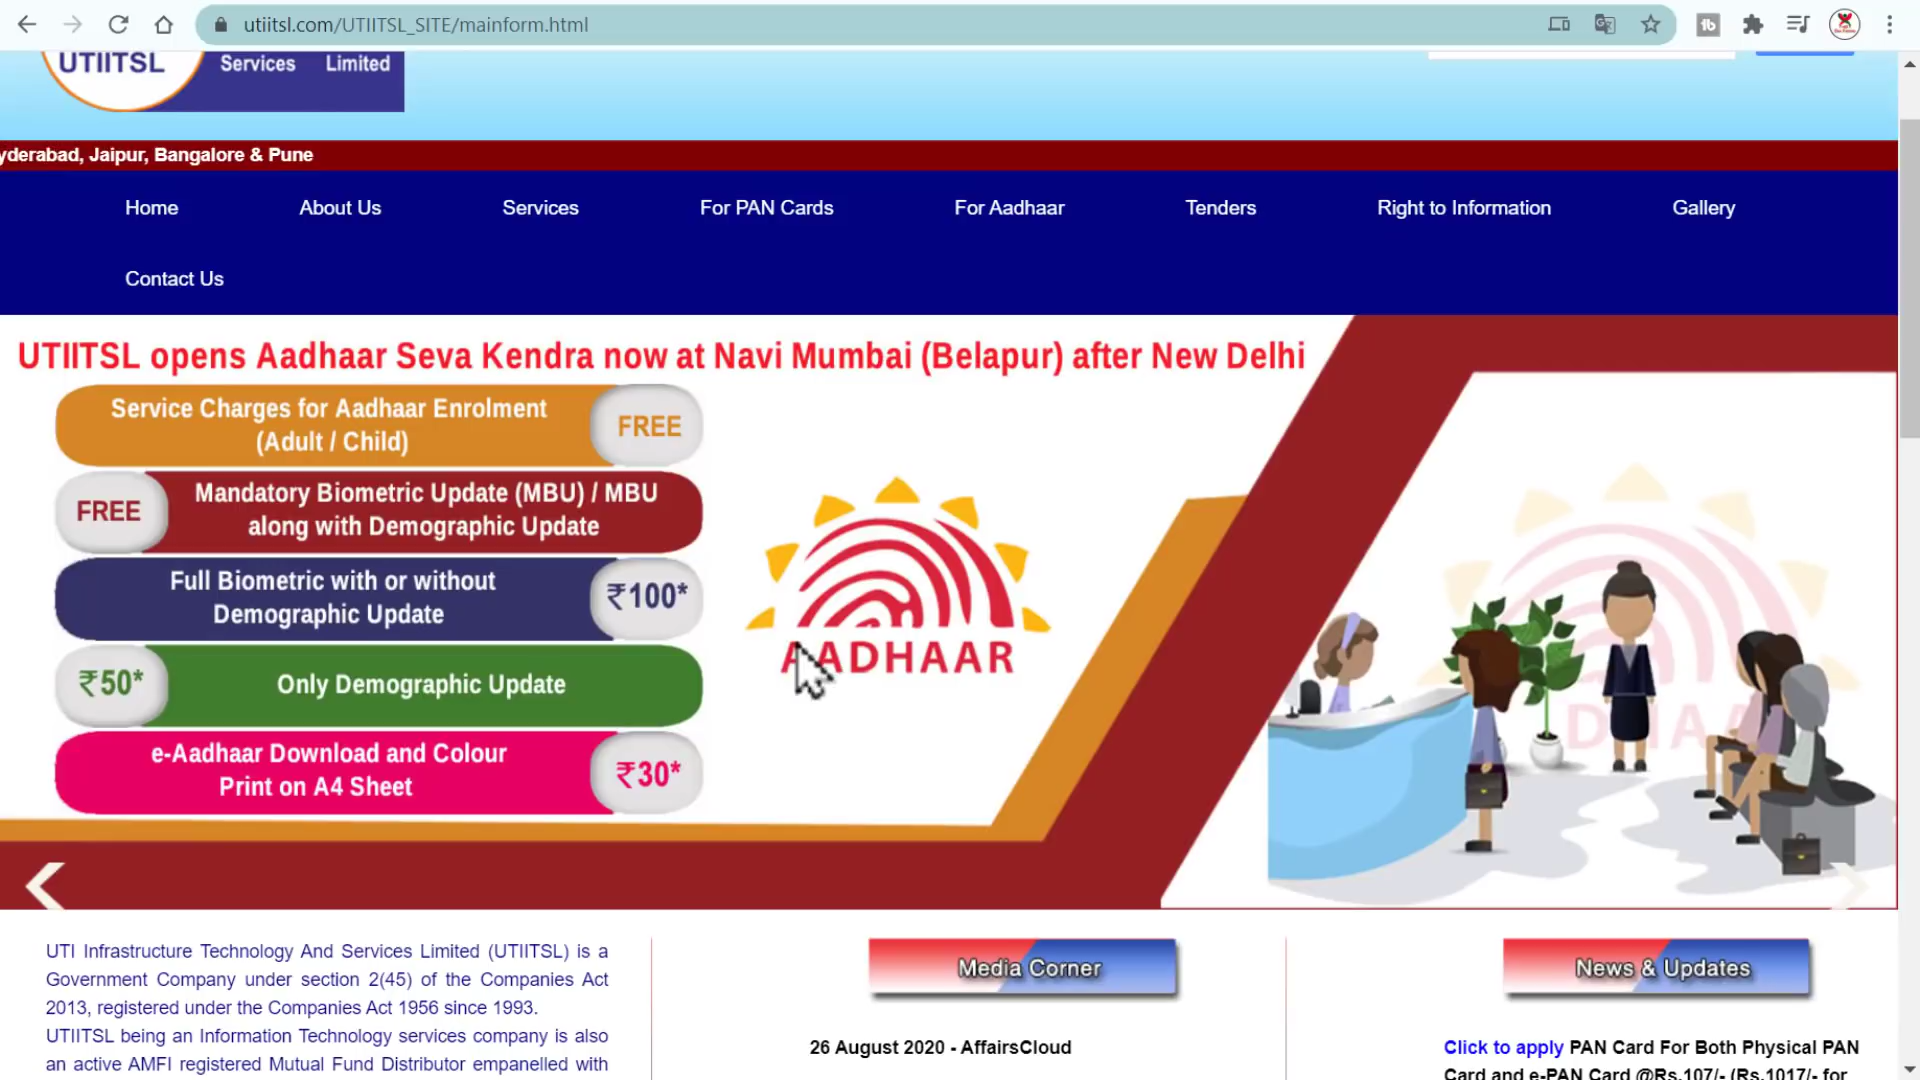 utiitsl.com/UTIITSL_SITE/mainform.html
UTIITSL
Services Limited
yderabad, Jaipur, Bangalore & Pune
Home
About Us
Services
For PAN Cards
For Aadhaar
Tenders
Right to Information
Gallery
Contact Us
UTIITSL opens Aadhaar Seva Kendra now at Navi Mumbai (Belapur) after New Delhi
Service Charges for Aadhaar Enrolment
(Adult / Child)
FREE
FREE
Mandatory Biometric Update (MBU) / MBU
along with Demographic Update
Full Biometric with or without
Demographic Update
₹100*
₹50*
Only Demographic Update
e-Aadhaar Download and Colour
Print on A4 Sheet
₹30*
AADHAAR
UTI Infrastructure Technology And Services Limited (UTIITSL) is a
Government Company under section 2(45) of the Companies Act
2013, registered under the Companies Act 1956 since 1993.
UTIITSL being an Information Technology services company is also
an active AMFI registered Mutual Fund Distributor empanelled with
Media Corner
26 August 2020 - AffairsCloud
News & Updates
Click to apply PAN Card For Both Physical PAN
Card and e-PAN Card @Rs.107/- (Rs.1017/- for